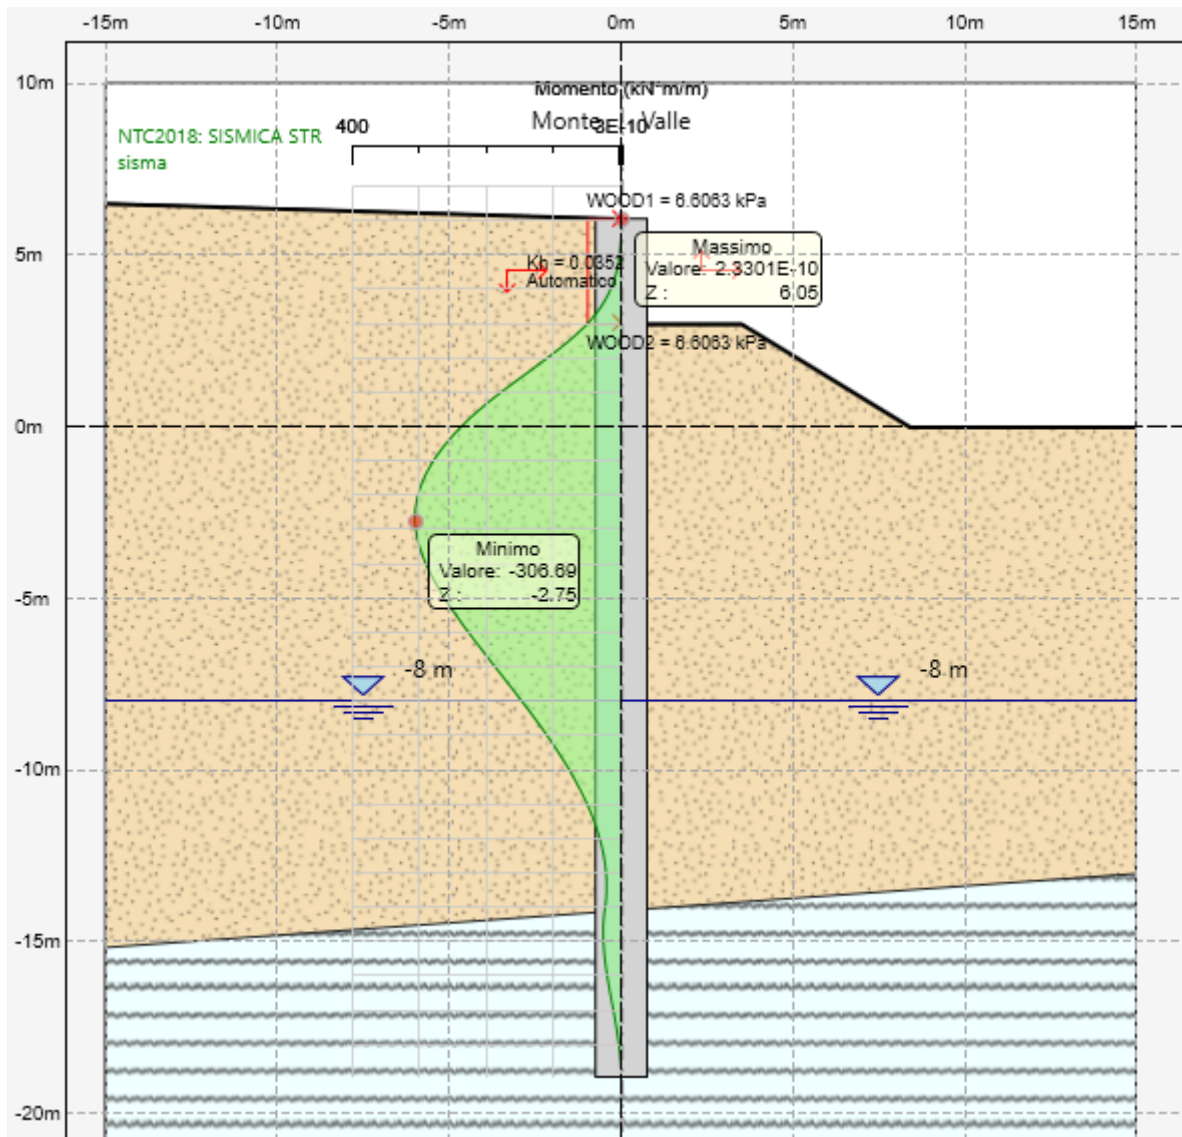 -15m -10m -5m 0m 5m 10m 15m
10m
Momento (kN*m/m)
Monte Valle
400 3E-10
NTC2018: SISMICA STR
sisma
WOOD1 = 6.6063 kPa
5m
Massimo
Valore: 2.3301E-10
Z : 6.05
Kh = 0.0352
Automatico
WOOD2 = 6.6063 kPa
0m
Minimo
Valore: -306.69
Z : -2.75
-5m
-8 m -8 m
-10m
-15m
-20m